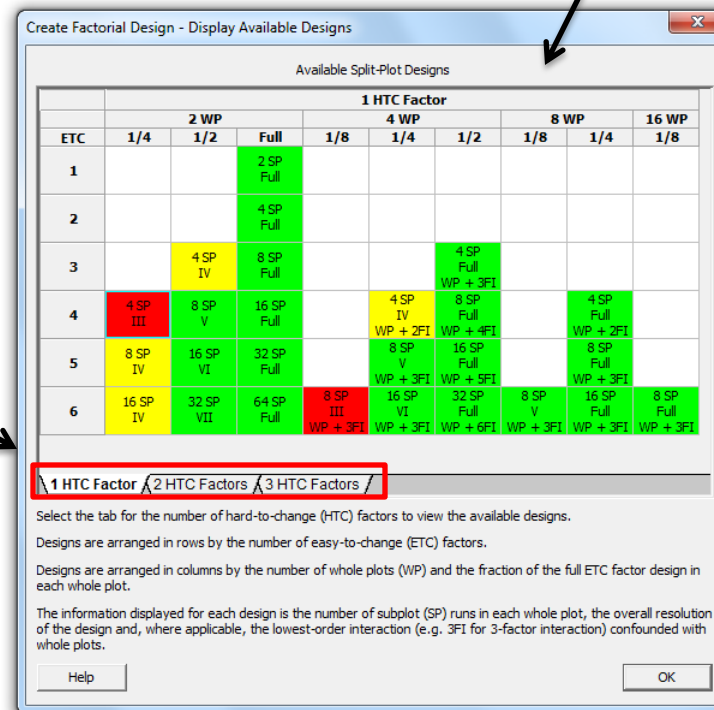 Create Factorial Design - Display Available Designs
x
Available Split-Plot Designs
1 HTC Factor
2 WP 4 WP 8 WP 16 WP
ETC 1/4 1/2 Full 1/8 1/4 1/2 1/8 1/4 1/8
1
2 SP
Full
2
4 SP
Full
3
4 SP 8 SP 4 SP
IV Full Full
WP + 3FI
4
4 SP 8 SP 16 SP 4 SP 8 SP 4 SP
III V Full IV Full Full
WP + 2FI WP + 4FI WP + 2FI
5
8 SP 16 SP 32 SP 8 SP 16 SP 8 SP
IV VI Full V Full Full
WP + 3FI WP + 5FI WP + 3FI
6
16 SP 32 SP 64 SP 8 SP 16 SP 32 SP 8 SP 16 SP 8 SP
IV VII Full III VI Full V Full Full
WP + 3FI WP + 3FI WP + 6FI WP + 3FI WP + 3FI WP + 3FI
1 HTC Factor 2 HTC Factors 3 HTC Factors
Select the tab for the number of hard-to-change (HTC) factors to view the available designs.
Designs are arranged in rows by the number of easy-to-change (ETC) factors.
Designs are arranged in columns by the number of whole plots (WP) and the fraction of the full ETC factor design in
each whole plot.
The information displayed for each design is the number of subplot (SP) runs in each whole plot, the overall resolution
of the design and, where applicable, the lowest-order interaction (e.g. 3FI for 3-factor interaction) confounded with
whole plots.
Help OK